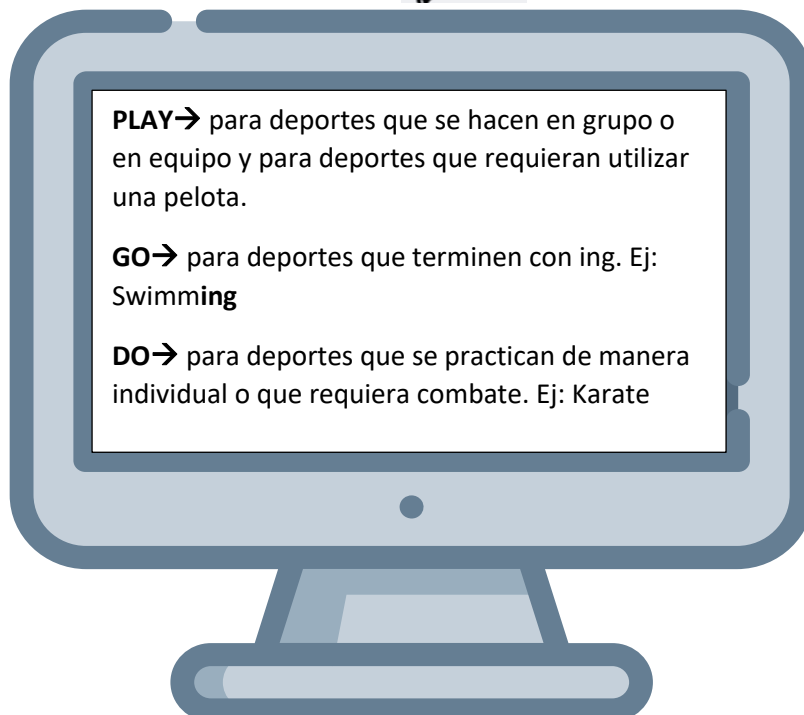 PLAY→ para deportes que se hacen en grupo o
en equipo y para deportes que requieran utilizar
una pelota.
GO→ para deportes que terminen con ing. Ej:
Swimming
DO→ para deportes que se practican de manera
individual o que requiera combate. Ej: Karate